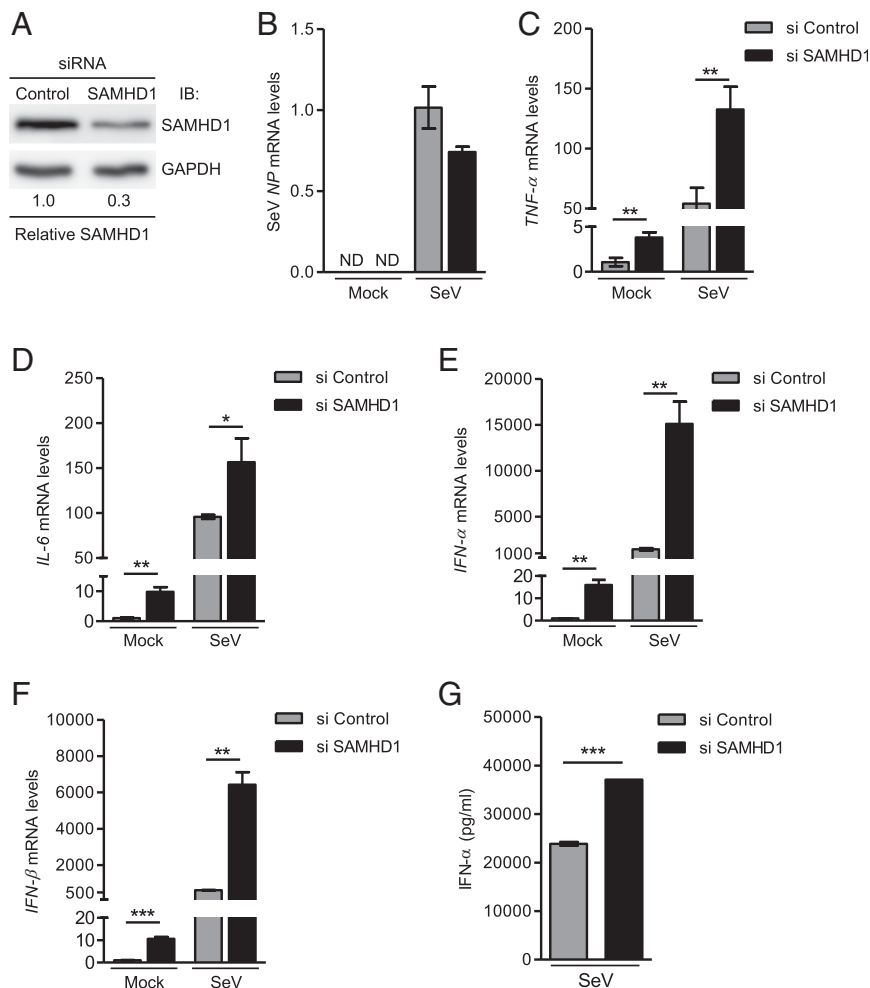 A
siRNA
Control SAMHD1 IB:
SAMHD1
GAPDH
1.0 0.3
Relative SAMHD1
B
SeV NP mRNA levels
1.5
1.0
0.5
0.0
ND ND
Mock SeV
C
si Control
si SAMHD1
TNF-α mRNA levels
200
150
100
50
5
0
**
**
Mock SeV
D
si Control
si SAMHD1
IL-6 mRNA levels
250
200
150
100
50
10
0
**
*
Mock SeV
E
si Control
si SAMHD1
IFN-α mRNA levels
20000
15000
10000
5000
1000
20
10
0
**
**
Mock SeV
F
si Control
si SAMHD1
IFN-β mRNA levels
10000
8000
6000
4000
2000
500
20
10
0
***
**
Mock SeV
G
si Control
si SAMHD1
IFN-α (pg/ml)
50000
40000
30000
20000
10000
0
***
SeV